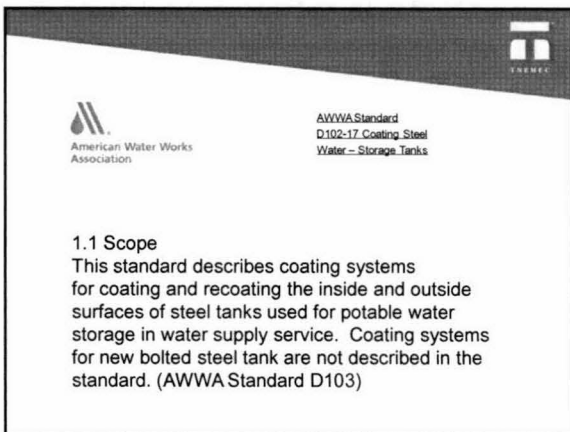 TNEMEC
American Water Works
Association
AWWA Standard
D102-17 Coating Steel
Water – Storage Tanks
1.1 Scope
This standard describes coating systems
for coating and recoating the inside and outside
surfaces of steel tanks used for potable water
storage in water supply service. Coating systems
for new bolted steel tank are not described in the
standard. (AWWA Standard D103)